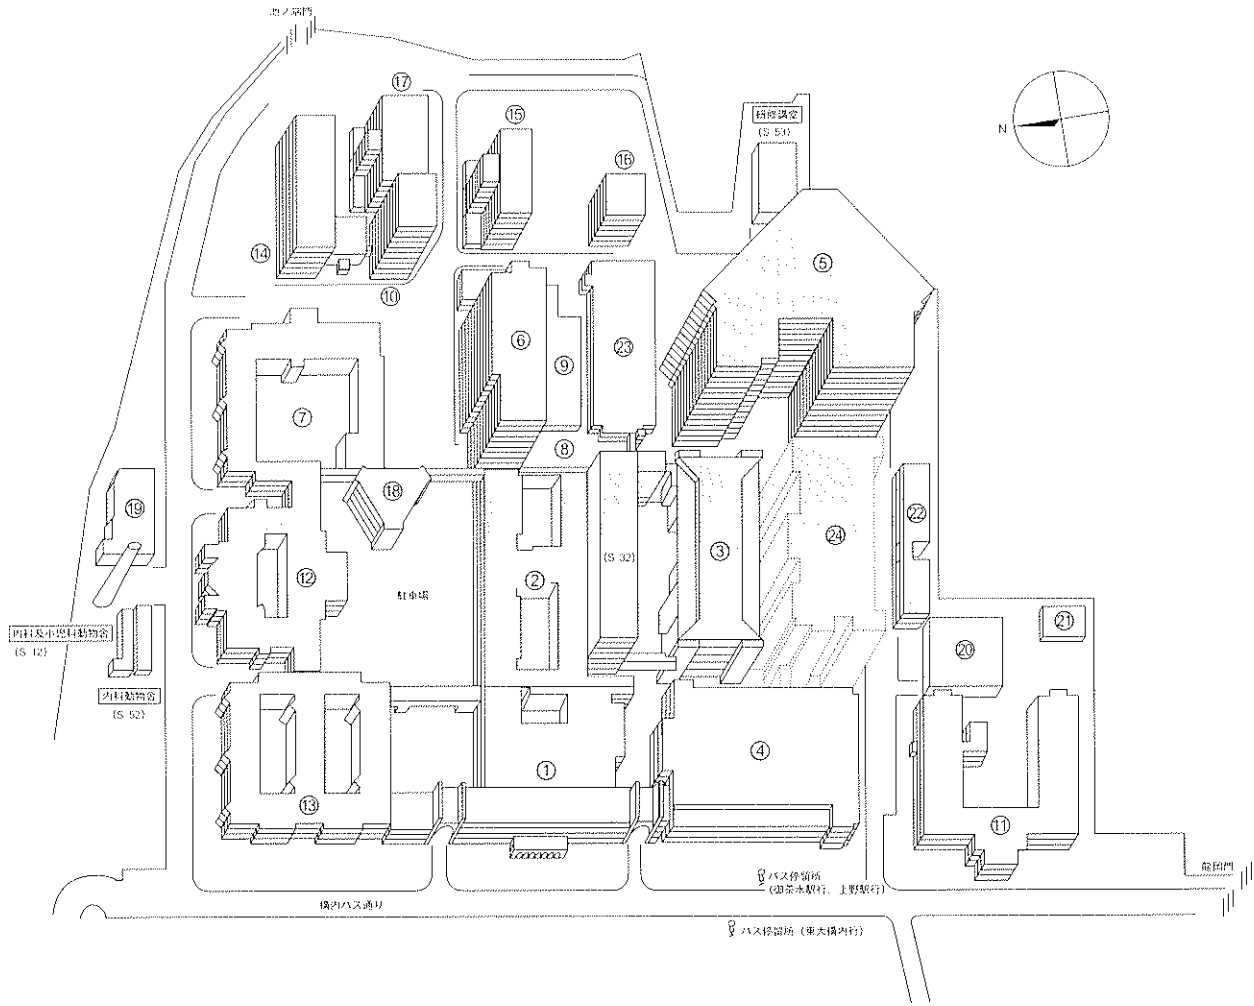 池ノ端門
⑰
⑮
研修講堂
(S 53)
N
⑯
⑭
⑤
⑩
⑥
⑨
㉓
⑦
⑧
⑱
⑲
㉒
㉔
(S 32)
③
⑫
②
駐車場
㉑
内科及小児科動物舎
(S 12)
⑳
内科動物舎
(S 52)
④
①
⑬
⑪
龍岡門
バス停留所
(御茶水駅行、上野駅行)
構内バス通り
バス停留所 (東大構内行)